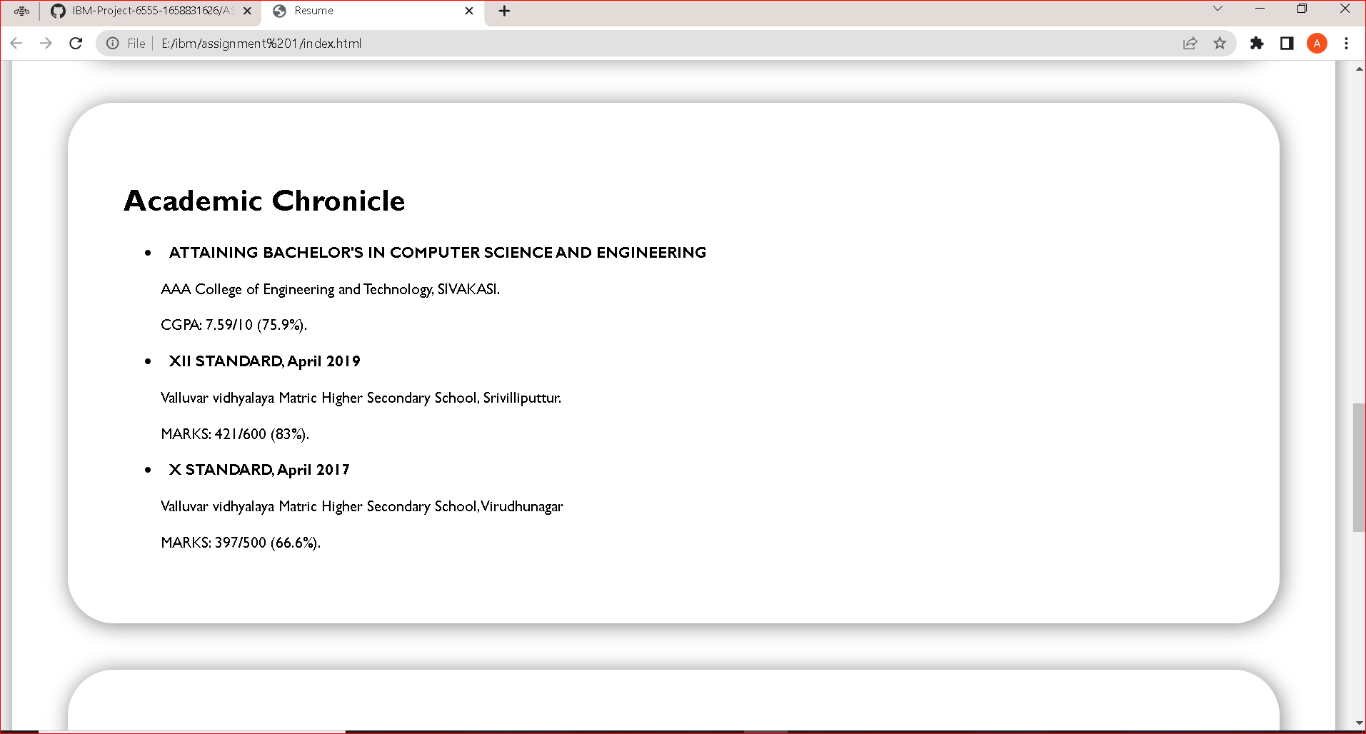 IBM-Project-6555-1658831626/AS
Resume
File
E:/ibm/assignment%201/index.html
A
Academic Chronicle
ATTAINING BACHELOR'S IN COMPUTER SCIENCE AND ENGINEERING
AAA College of Engineering and Technology, SIVAKASI.
CGPA: 7.59/10 (75.9%).
XII STANDARD, April 2019
Valluvar vidhyalaya Matric Higher Secondary School, Srivilliputtur.
MARKS: 421/600 (83%).
X STANDARD, April 2017
Valluvar vidhyalaya Matric Higher Secondary School,Virudhunagar
MARKS: 397/500 (66.6%).